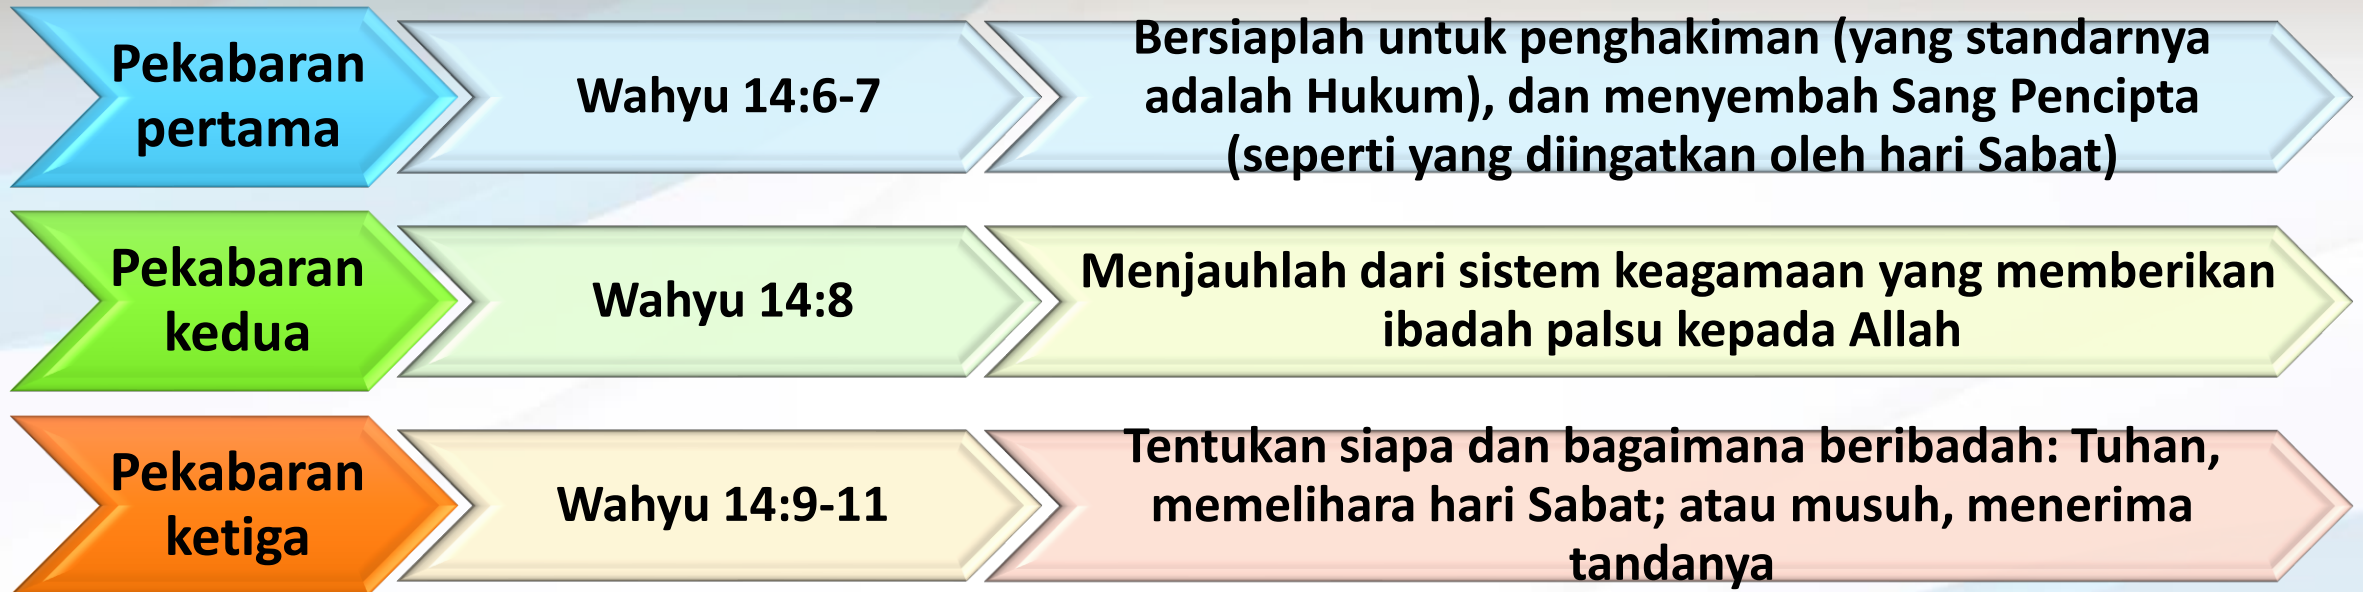 Pekabaran
pertama
Wahyu 14:6-7
Bersiaplah untuk penghakiman (yang standarnya
adalah Hukum), dan menyembah Sang Pencipta
(seperti yang diingatkan oleh hari Sabat)
Pekabaran
kedua
Wahyu 14:8
Menjauhlah dari sistem keagamaan yang memberikan
ibadah palsu kepada Allah
Pekabaran
ketiga
Wahyu 14:9-11
Tentukan siapa dan bagaimana beribadah: Tuhan,
memelihara hari Sabat; atau musuh, menerima
tandanya